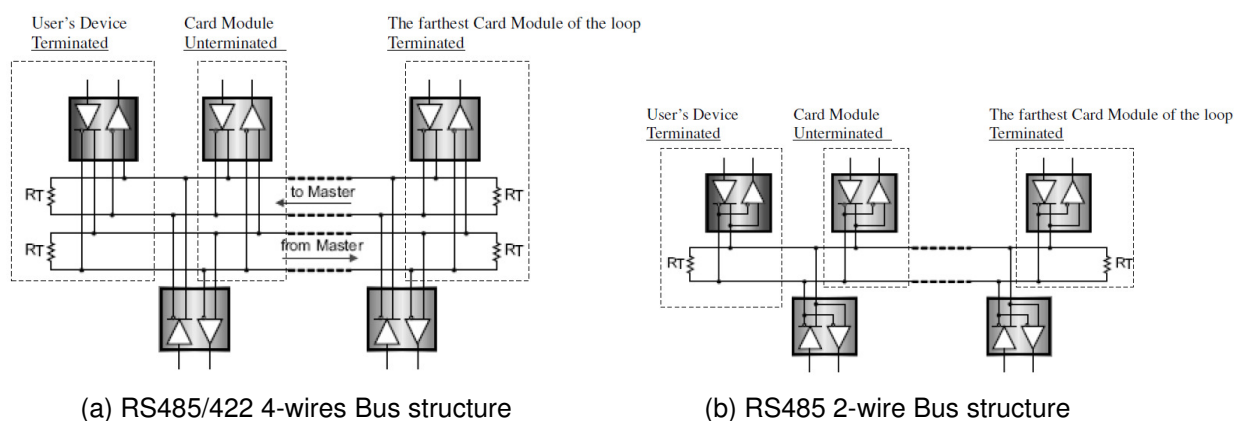 User's Device
Terminated
Card Module
Unterminated
The farthest Card Module of the loop
Terminated
RT
to Master
RT
RT
from Master
RT
(a) RS485/422 4-wires Bus structure
User's Device
Terminated
Card Module
Unterminated
The farthest Card Module of the loop
Terminated
RT
RT
(b) RS485 2-wire Bus structure